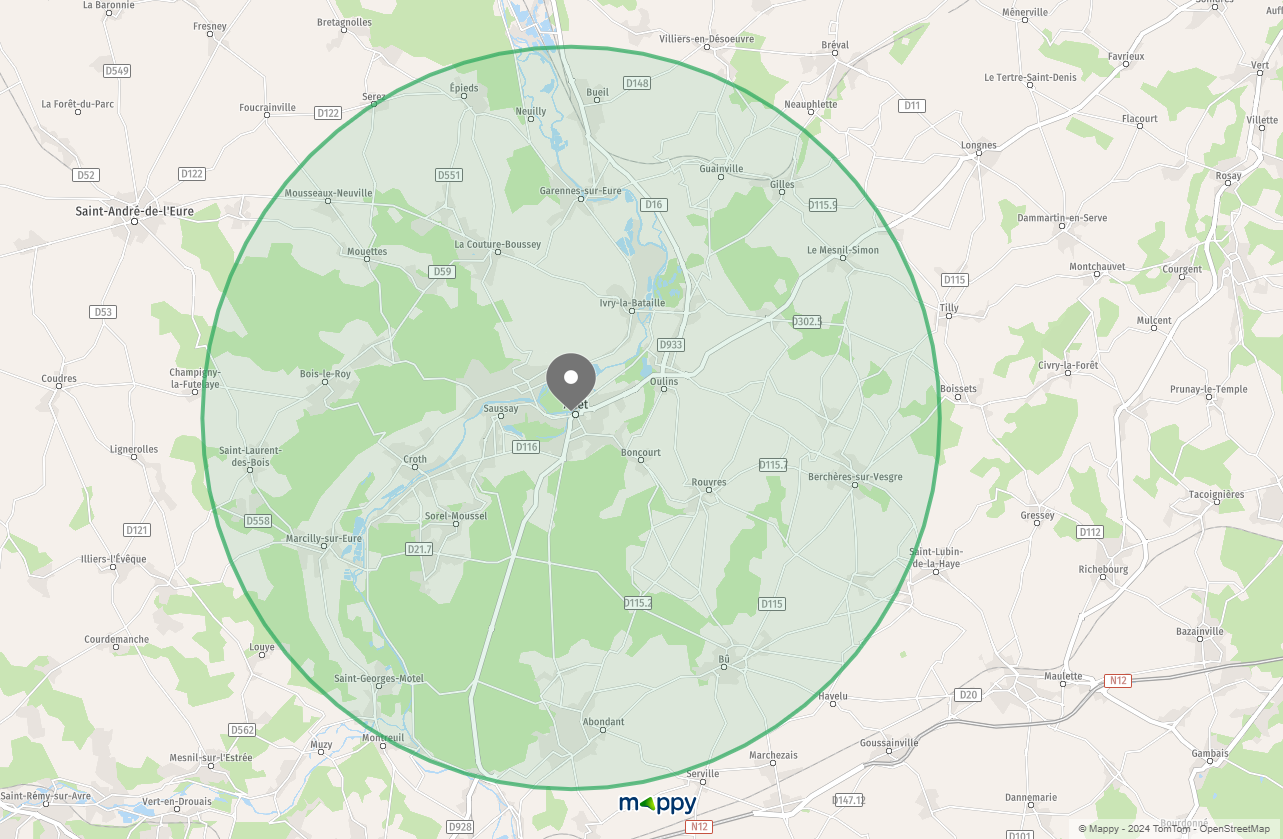 La Baronnie
Fresney
Bretagnolles
Ménerville
Villiers-en-Désoeuvre
Bréval
Favrieux
D549
Vert
Le Tertre-Saint-Denis
D148
Épieds
Bueil
Serez
La Forêt-du-Parc
Foucrainville
D122
Neuilly
Neauphlette
D11
Flacourt
Villette
Longnes
D52
D122
D551
Guainville
Gilles
Rosay
Mousseaux-Neuville
Garennes-sur-Eure
D16
D115.9
Saint-André-de-l'Eure
Dammartin-en-Serve
La Couture-Boussey
Mouettes
Le Mesnil-Simon
D59
Montchauvet
Courgent
D115
Ivry-la-Bataille
Tilly
D53
D302.5
Mulcent
D933
Champigny-
la-Futelaye
Coudres
Bois-le-Roy
Oulins
Civry-la-Forêt
Boissets
Prunay-le-Temple
Saussay
Lignerolles
Saint-Laurent-
des-Bois
D116
Croth
Boncourt
D115.7
Berchères-sur-Vesgre
Rouvres
Tacoignières
Sorel-Moussel
Gressey
D558
D121
Marcilly-sur-Eure
D21.7
D112
Illiers-l'Évêque
Saint-Lubin-
de-la-Haye
Richebourg
D115.2
D115
Courdemanche
Louye
Bazainville
Bû
Saint-Georges-Motel
Maulette
N12
D20
Havelu
Abondant
D562
Montreuil
Muzy
Goussainville
Mesnil-sur-l'Estrée
Marchezais
Gambais
Serville
Saint-Rémy-sur-Avre
Vert-en-Drouais
mappy
D147.12
Dannemarie
Bourdonné
D928
N12
D101
© Mappy - 2024 TomTom - OpenStreetMap